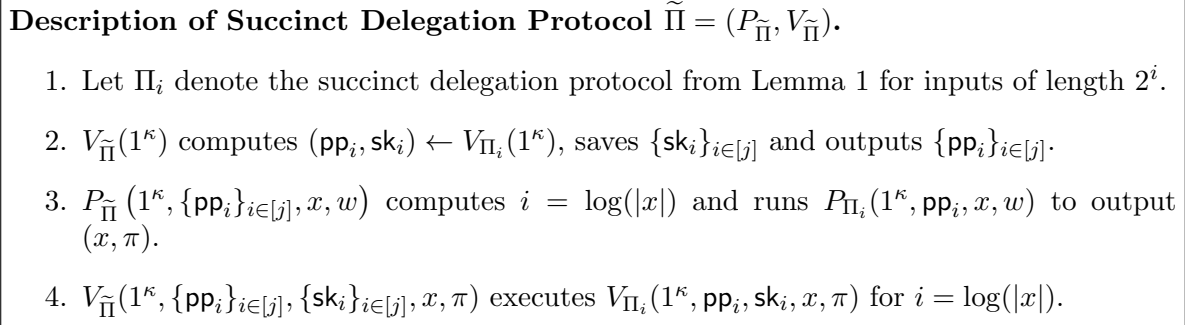 Description of Succinct Delegation Protocol Π̃ = (P_Π̃, V_Π̃).
1. Let Π_i denote the succinct delegation protocol from Lemma 1 for inputs of length 2^i.
2. V_Π̃(1^κ) computes (pp_i, sk_i) ← V_{Π_i}(1^κ), saves {sk_i}_{i∈[j]} and outputs {pp_i}_{i∈[j]}.
3. P_Π̃ (1^κ, {pp_i}_{i∈[j]}, x, w) computes i = log(|x|) and runs P_{Π_i}(1^κ, pp_i, x, w) to output
(x, π).
4. V_Π̃(1^κ, {pp_i}_{i∈[j]}, {sk_i}_{i∈[j]}, x, π) executes V_{Π_i}(1^κ, pp_i, sk_i, x, π) for i = log(|x|).